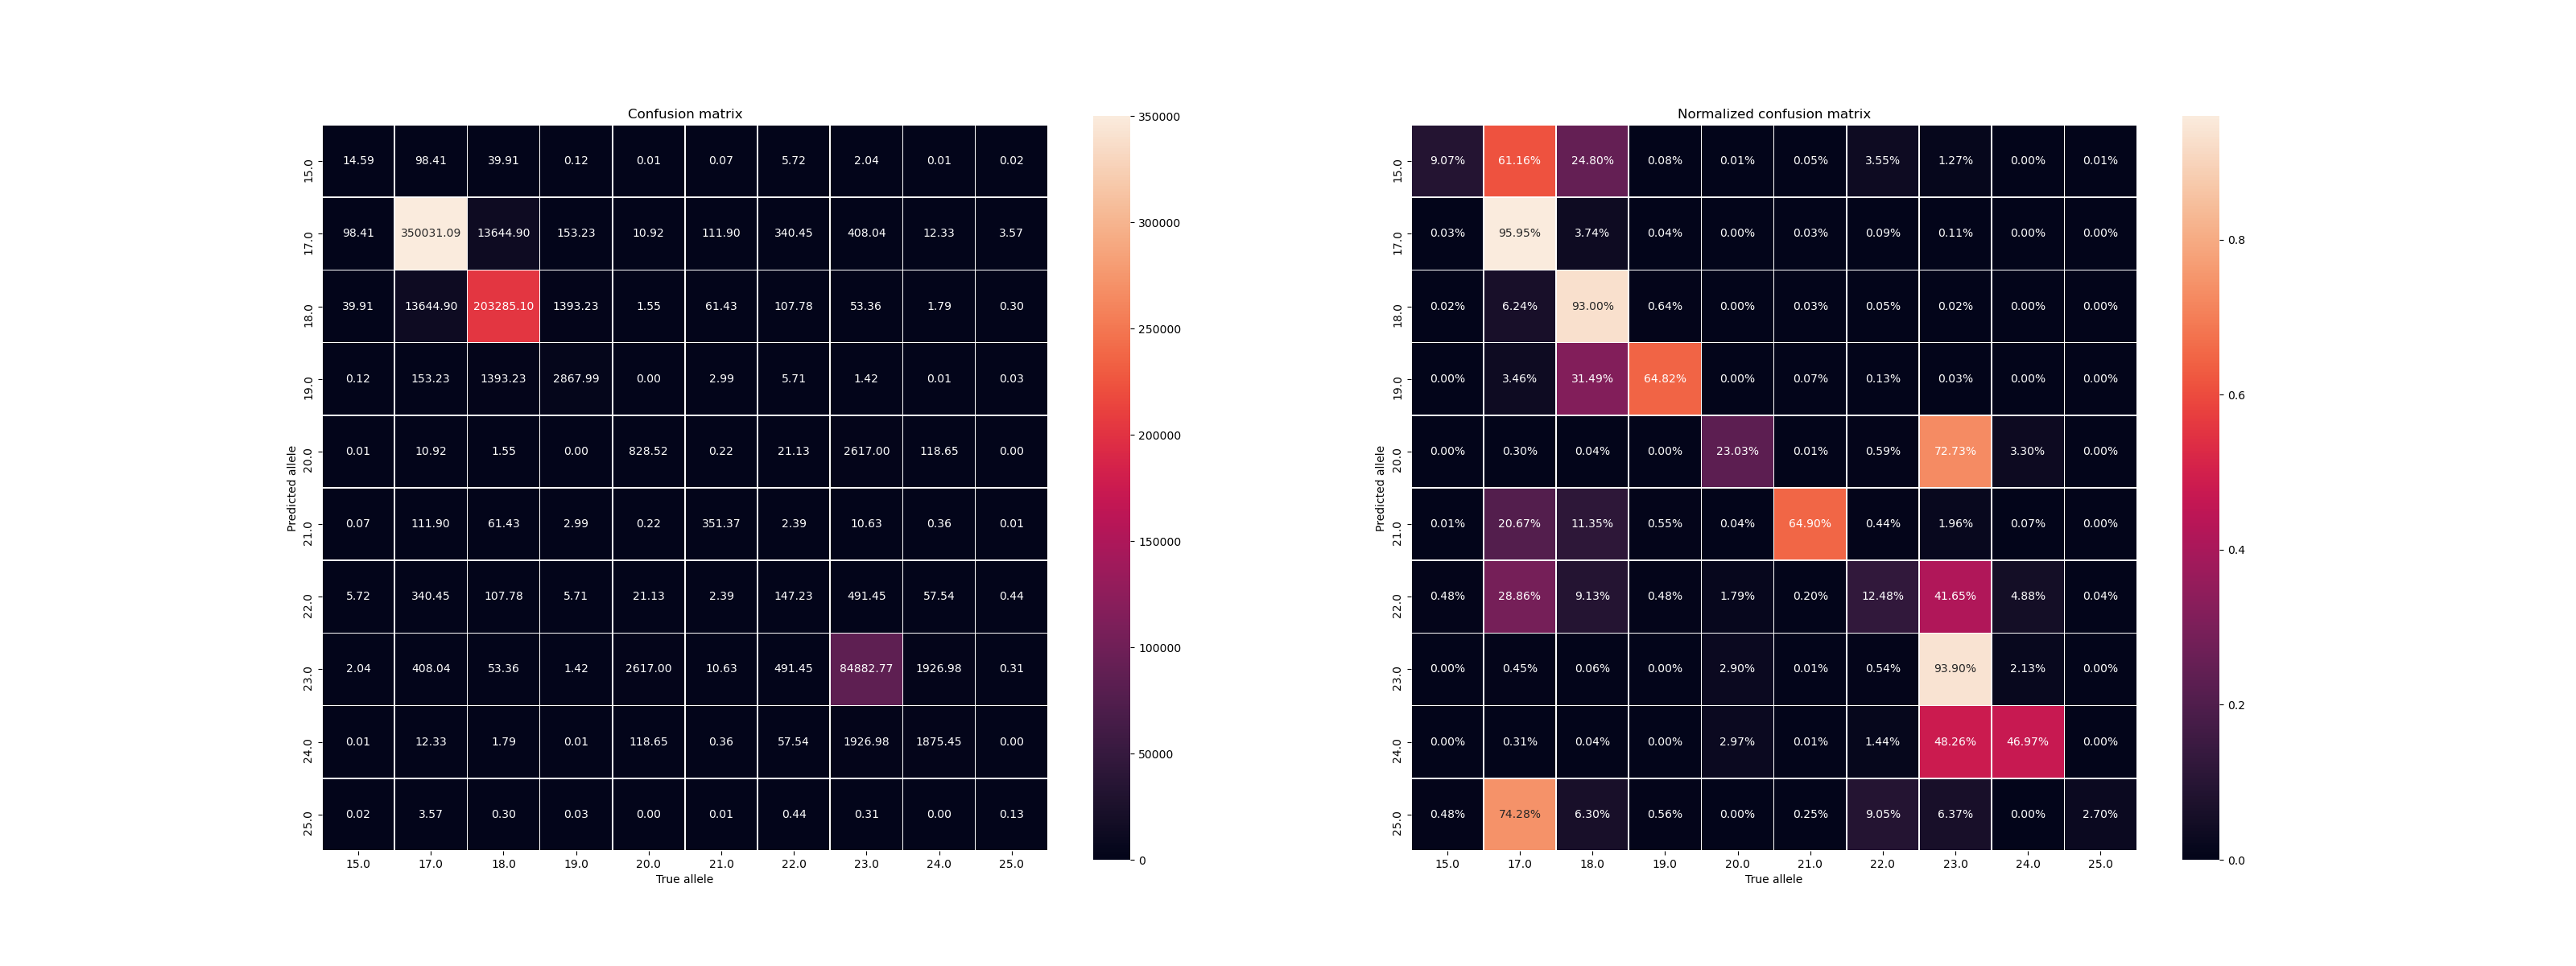 Confusion matrix
15.0 14.59 98.41 39.91 0.12 0.01 0.07 5.72 2.04 0.01 0.02
17.0 98.41 350031.09 13644.90 153.23 10.92 111.90 340.45 408.04 12.33 3.57
18.0 39.91 13644.90 203285.10 1393.23 1.55 61.43 107.78 53.36 1.79 0.30
19.0 0.12 153.23 1393.23 2867.99 0.00 2.99 5.71 1.42 0.01 0.03
20.0 0.01 10.92 1.55 0.00 828.52 0.22 21.13 2617.00 118.65 0.00
21.0 0.07 111.90 61.43 2.99 0.22 351.37 2.39 10.63 0.36 0.01
22.0 5.72 340.45 107.78 5.71 21.13 2.39 147.23 491.45 57.54 0.44
23.0 2.04 408.04 53.36 1.42 2617.00 10.63 491.45 84882.77 1926.98 0.31
24.0 0.01 12.33 1.79 0.01 118.65 0.36 57.54 1926.98 1875.45 0.00
25.0 0.02 3.57 0.30 0.03 0.00 0.01 0.44 0.31 0.00 0.13
15.0 17.0 18.0 19.0 20.0 21.0 22.0 23.0 24.0 25.0
True allele
Predicted allele
350000
300000
250000
200000
150000
100000
50000
0
Normalized confusion matrix
15.0 9.07% 61.16% 24.80% 0.08% 0.01% 0.05% 3.55% 1.27% 0.00% 0.01%
17.0 0.03% 95.95% 3.74% 0.04% 0.00% 0.03% 0.09% 0.11% 0.00% 0.00%
18.0 0.02% 6.24% 93.00% 0.64% 0.00% 0.03% 0.05% 0.02% 0.00% 0.00%
19.0 0.00% 3.46% 31.49% 64.82% 0.00% 0.07% 0.13% 0.03% 0.00% 0.00%
20.0 0.00% 0.30% 0.04% 0.00% 23.03% 0.01% 0.59% 72.73% 3.30% 0.00%
21.0 0.01% 20.67% 11.35% 0.55% 0.04% 64.90% 0.44% 1.96% 0.07% 0.00%
22.0 0.48% 28.86% 9.13% 0.48% 1.79% 0.20% 12.48% 41.65% 4.88% 0.04%
23.0 0.00% 0.45% 0.06% 0.00% 2.90% 0.01% 0.54% 93.90% 2.13% 0.00%
24.0 0.00% 0.31% 0.04% 0.00% 2.97% 0.01% 1.44% 48.26% 46.97% 0.00%
25.0 0.48% 74.28% 6.30% 0.56% 0.00% 0.25% 9.05% 6.37% 0.00% 2.70%
15.0 17.0 18.0 19.0 20.0 21.0 22.0 23.0 24.0 25.0
True allele
Predicted allele
0.8
0.6
0.4
0.2
0.0